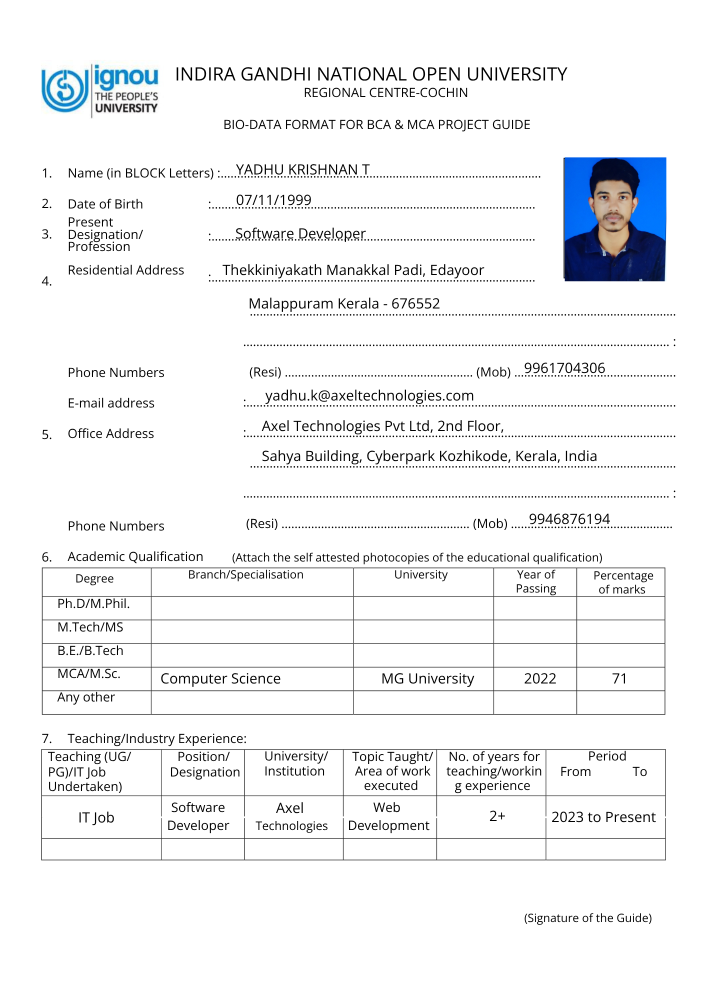 ignou
THE PEOPLE'S
UNIVERSITY
INDIRA GANDHI NATIONAL OPEN UNIVERSITY
REGIONAL CENTRE-COCHIN
BIO-DATA FORMAT FOR BCA & MCA PROJECT GUIDE
1. Name (in BLOCK Letters) : YADHU KRISHNAN T
2. Date of Birth : 07/11/1999
3. Present
Designation/
Profession : Software Developer
4. Residential Address : Thekkiniyakath Manakkal Padi, Edayoor
Malappuram Kerala - 676552
:
Phone Numbers (Resi) (Mob) 9961704306
E-mail address : yadhu.k@axeltechnologies.com
5. Office Address : Axel Technologies Pvt Ltd, 2nd Floor,
Sahya Building, Cyberpark Kozhikode, Kerala, India
:
Phone Numbers (Resi) (Mob) 9946876194
6. Academic Qualification (Attach the self attested photocopies of the educational qualification)
Degree Branch/Specialisation University Year of Passing Percentage of marks
Ph.D/M.Phil.
M.Tech/MS
B.E./B.Tech
MCA/M.Sc. Computer Science MG University 2022 71
Any other
7. Teaching/Industry Experience:
Teaching (UG/ Position/ University/ Topic Taught/ No. of years for Period
PG)/IT Job Designation Institution Area of work teaching/workin From To
Undertaken) executed g experience
IT Job Software Developer Axel Technologies Web Development 2+ 2023 to Present
(Signature of the Guide)